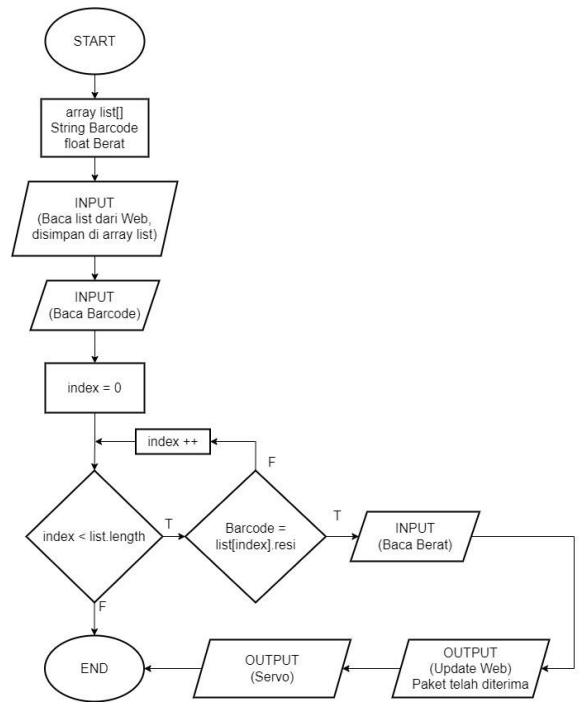 START
array list[]
String Barcode
float Berat
INPUT
(Baca list dari Web,
disimpan di array list)
INPUT
(Baca Barcode)
index = 0
index ++
F
index < list.length
T
Barcode =
list[index].resi
T
INPUT
(Baca Berat)
F
END
OUTPUT
(Servo)
OUTPUT
(Update Web)
Paket telah diterima